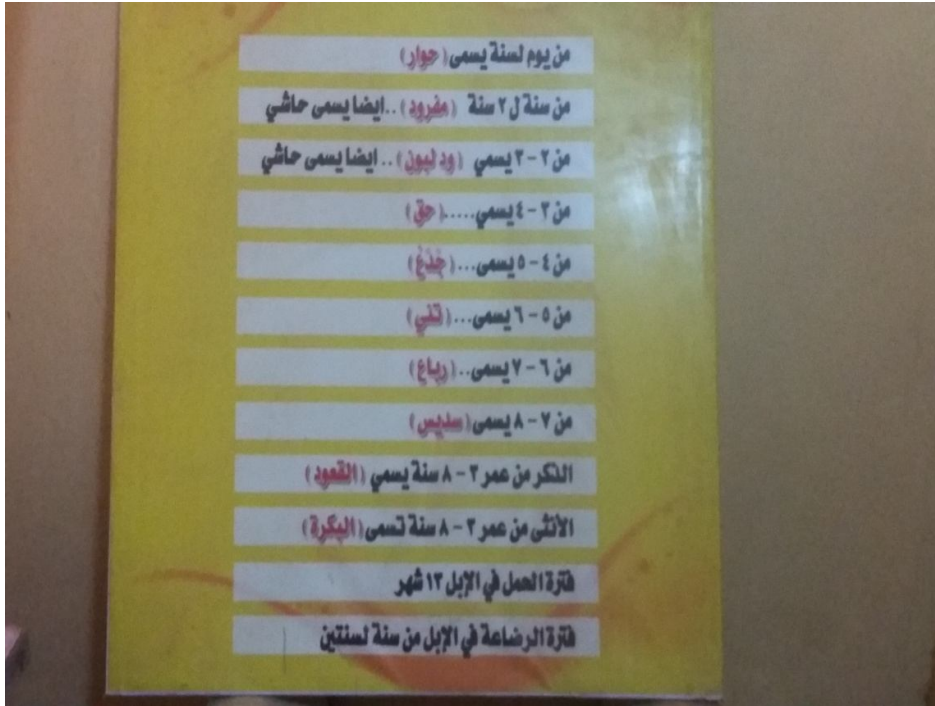 من يوم لسنة يسمى (حوار)
من سنة ل ٢ سنة (مفرود) ..ايضا يسمى حاشي
من ٢ - ٣ يسمي (ود لبون) .. ايضا يسمى حاشي
من ٣ - ٤ يسمي.....(حق)
من ٤ - ٥ يسمى...(جذع)
من ٥ - ٦ يسمى...(تني)
من ٦ - ٧ يسمى..(رباع)
من ٧ - ٨ يسمى (سديس)
الذكر من عمر ٣ - ٨ سنة يسمي (القعود)
الأنثى من عمر ٣ - ٨ سنة تسمى (البكرة)
فترة الحمل في الإبل ١٣ شهر
فترة الرضاعة في الإبل من سنة لسنتين